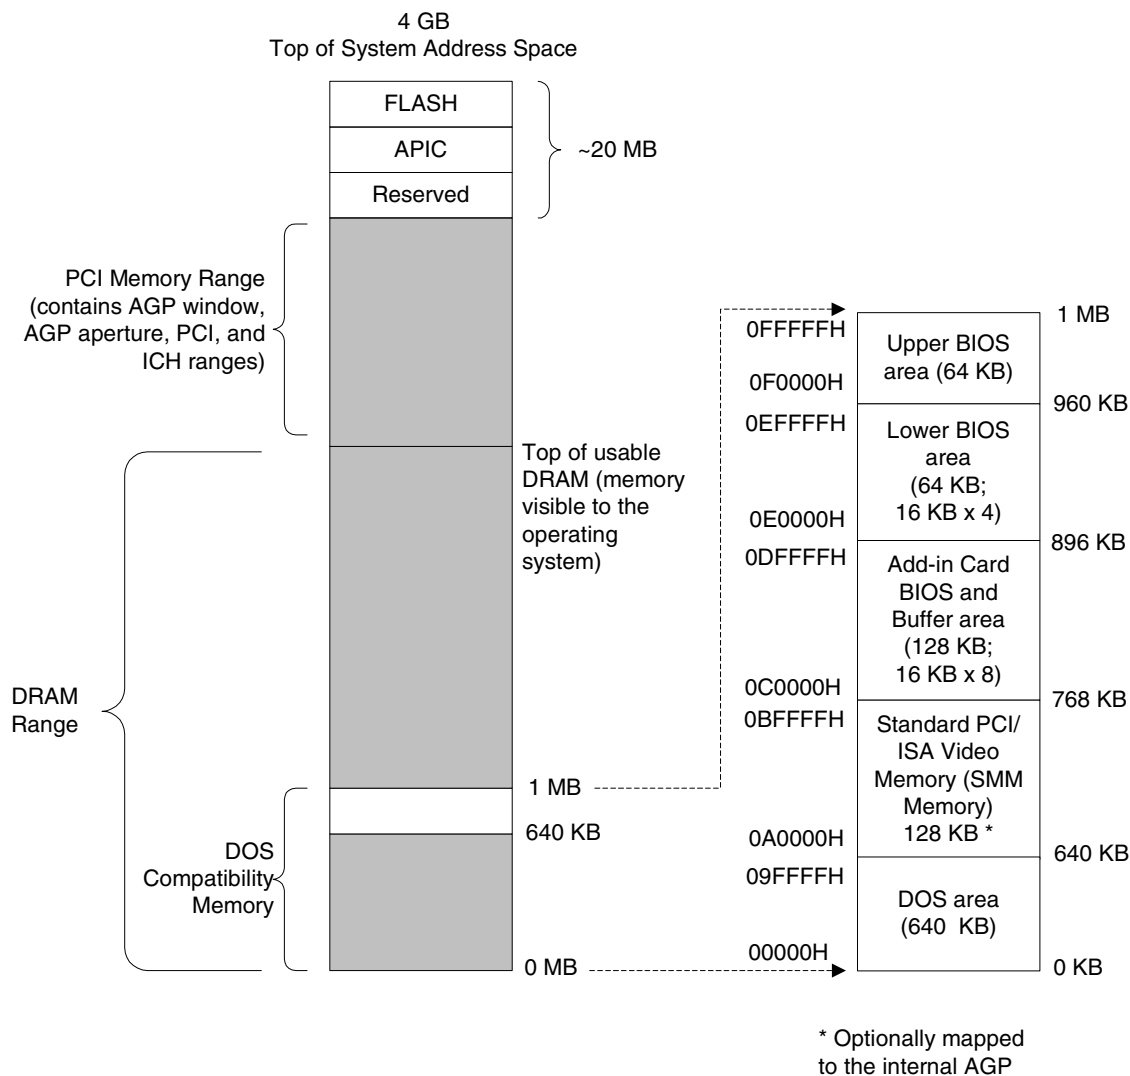 4 GB
Top of System Address Space
FLASH
APIC
Reserved
~20 MB
PCI Memory Range
(contains AGP window,
AGP aperture, PCI, and
ICH ranges)
Top of usable
DRAM (memory
visible to the
operating
system)
DRAM
Range
1 MB
640 KB
DOS
Compatibility
Memory
0 MB
1 MB
0FFFFFH
Upper BIOS
area (64 KB)
0F0000H
960 KB
0EFFFFH
Lower BIOS
area
(64 KB;
16 KB x 4)
0E0000H
896 KB
0DFFFFH
Add-in Card
BIOS and
Buffer area
(128 KB;
16 KB x 8)
0C0000H
768 KB
0BFFFFH
Standard PCI/
ISA Video
Memory (SMM
Memory)
128 KB *
0A0000H
640 KB
09FFFFH
DOS area
(640 KB)
00000H
0 KB
* Optionally mapped
to the internal AGP